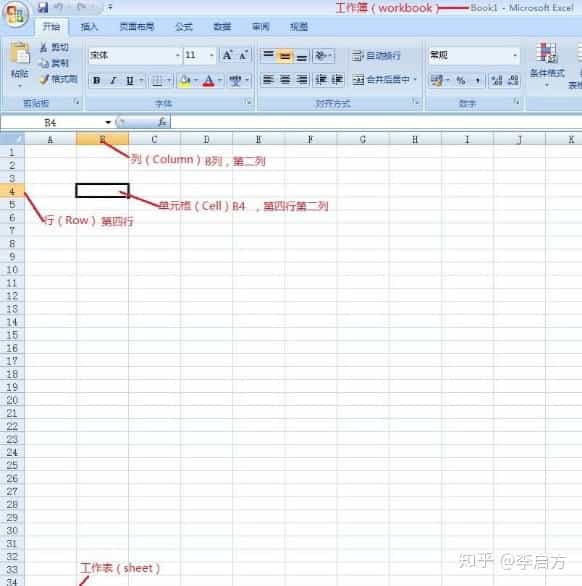 工作簿（workbook） Book1 - Microsoft Excel
开始 插入 页面布局 公式 数据 审阅 视图
粘贴 剪切 宋体 11 A A 自动换行 常规 条件格式
复制
格式刷 B I U A 合并后居中 % ,
剪贴板 字体 对齐方式 数字
B4 fx
A B C D E F G H I J K
1
列（Column）B列，第二列
2
3
4
单元格（Cell）B4 ，第四行第二列
5
行（Row）第四行
6
7
8
9
10
11
12
13
14
15
16
17
18
19
20
21
22
23
24
25
26
27
28
29
30
31
32
工作表（sheet）
33
34
知乎 @李启方